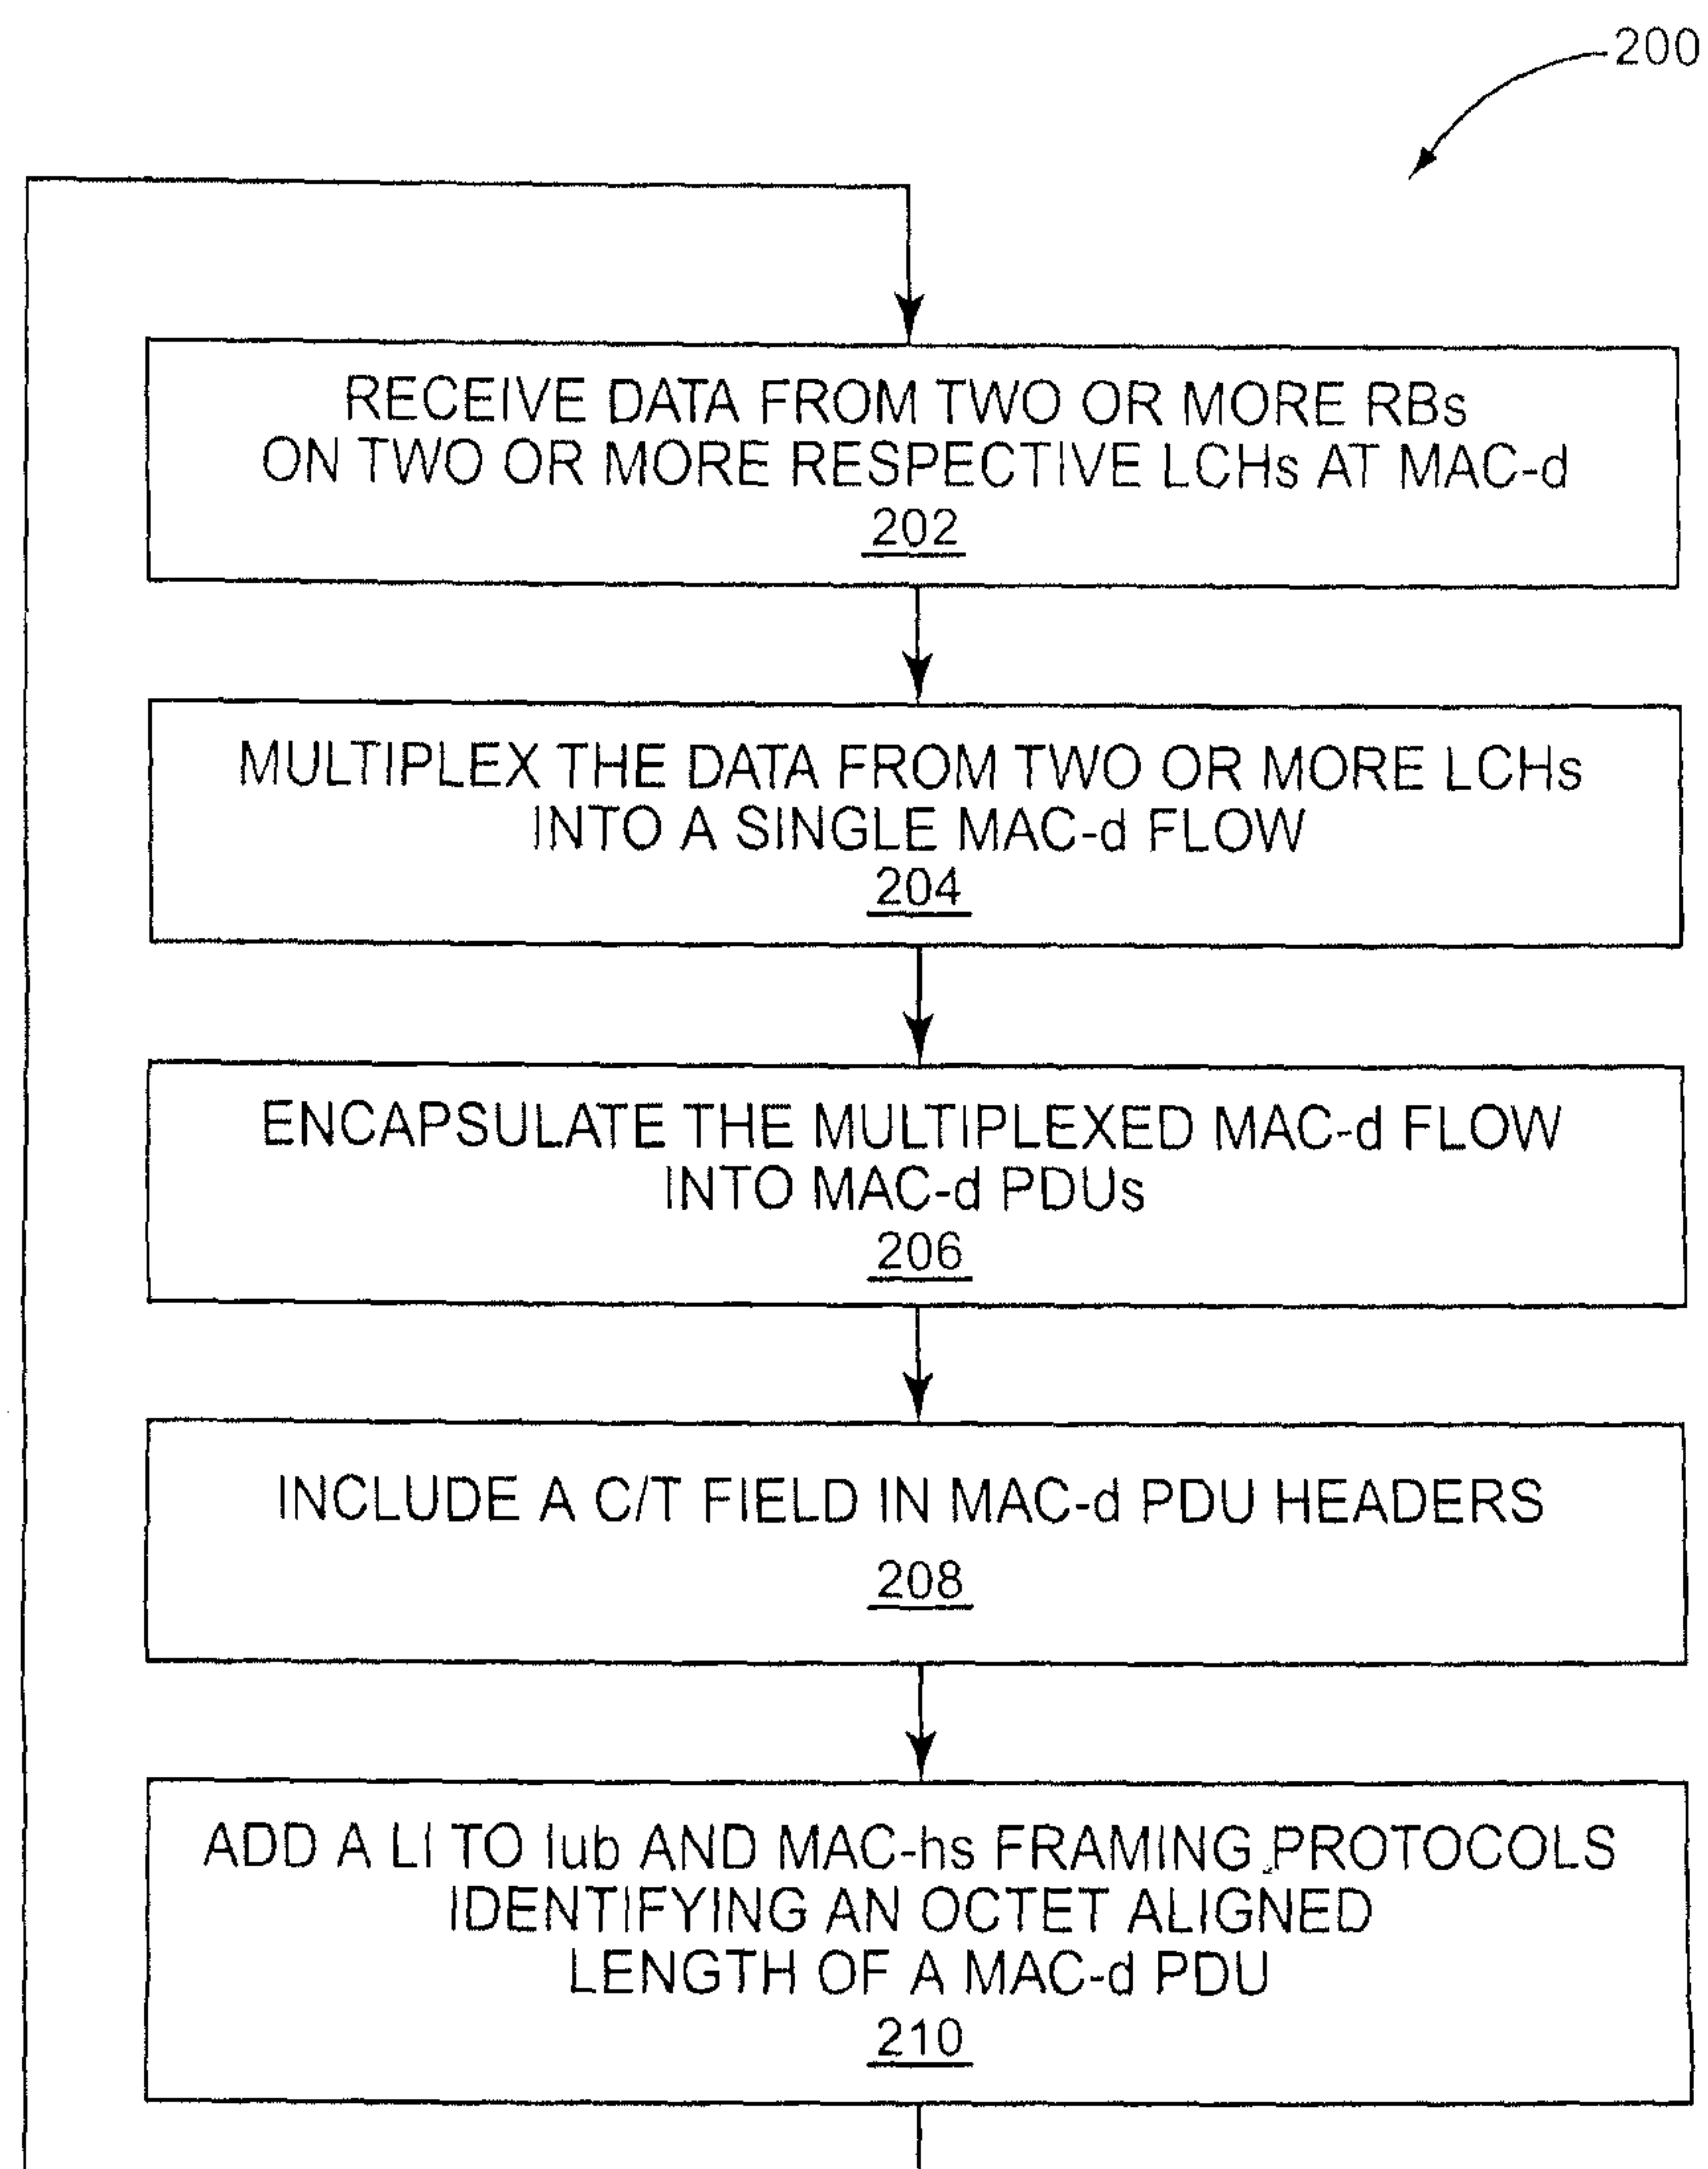 200
RECEIVE DATA FROM TWO OR MORE RBs
ON TWO OR MORE RESPECTIVE LCHs AT MAC-d
202
MULTIPLEX THE DATA FROM TWO OR MORE LCHs
INTO A SINGLE MAC-d FLOW
204
ENCAPSULATE THE MULTIPLEXED MAC-d FLOW
INTO MAC-d PDUs
206
INCLUDE A C/T FIELD IN MAC-d PDU HEADERS
208
ADD A LI TO Iub AND MAC-hs FRAMING PROTOCOLS
IDENTIFYING AN OCTET ALIGNED
LENGTH OF A MAC-d PDU
210